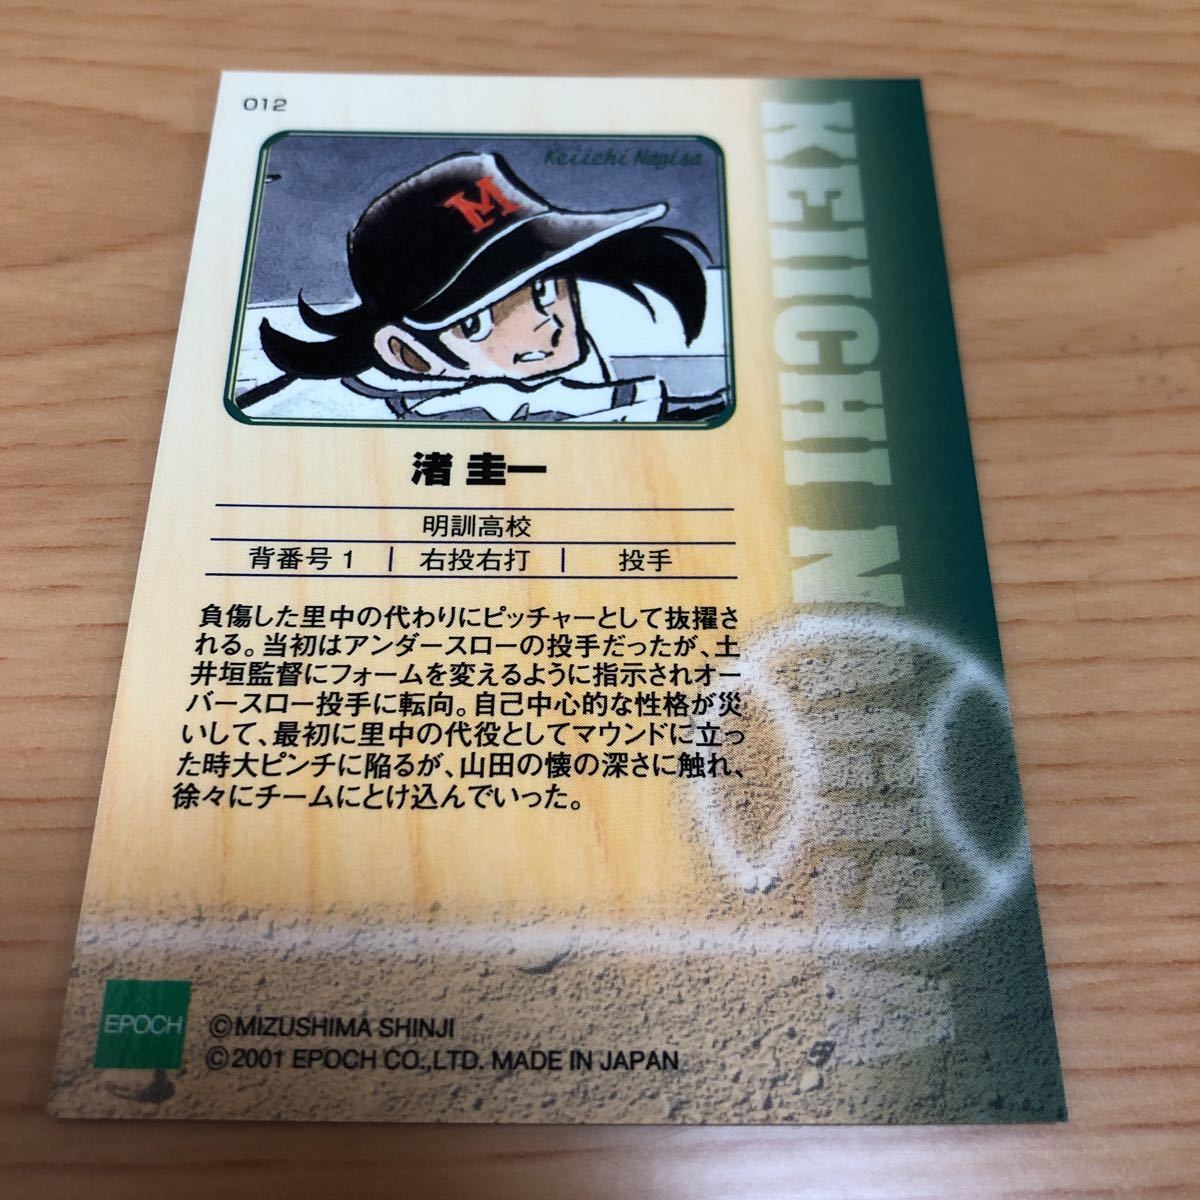 012
Keiichi Nagisa
KEIICHI NAGISA
M
渚 圭一
明訓高校
背番号 1 | 右投右打 | 投手
負傷した里中の代わりにピッチャーとして抜擢さ
れる。当初はアンダースローの投手だったが、土
井垣監督にフォームを変えるように指示されオー
バースロー投手に転向。自己中心的な性格が災
いして、最初に里中の代役としてマウンドに立っ
た時大ピンチに陥るが、山田の懐の深さに触れ、
徐々にチームにとけ込んでいった。
EPOCH
©MIZUSHIMA SHINJI
©2001 EPOCH CO.,LTD. MADE IN JAPAN